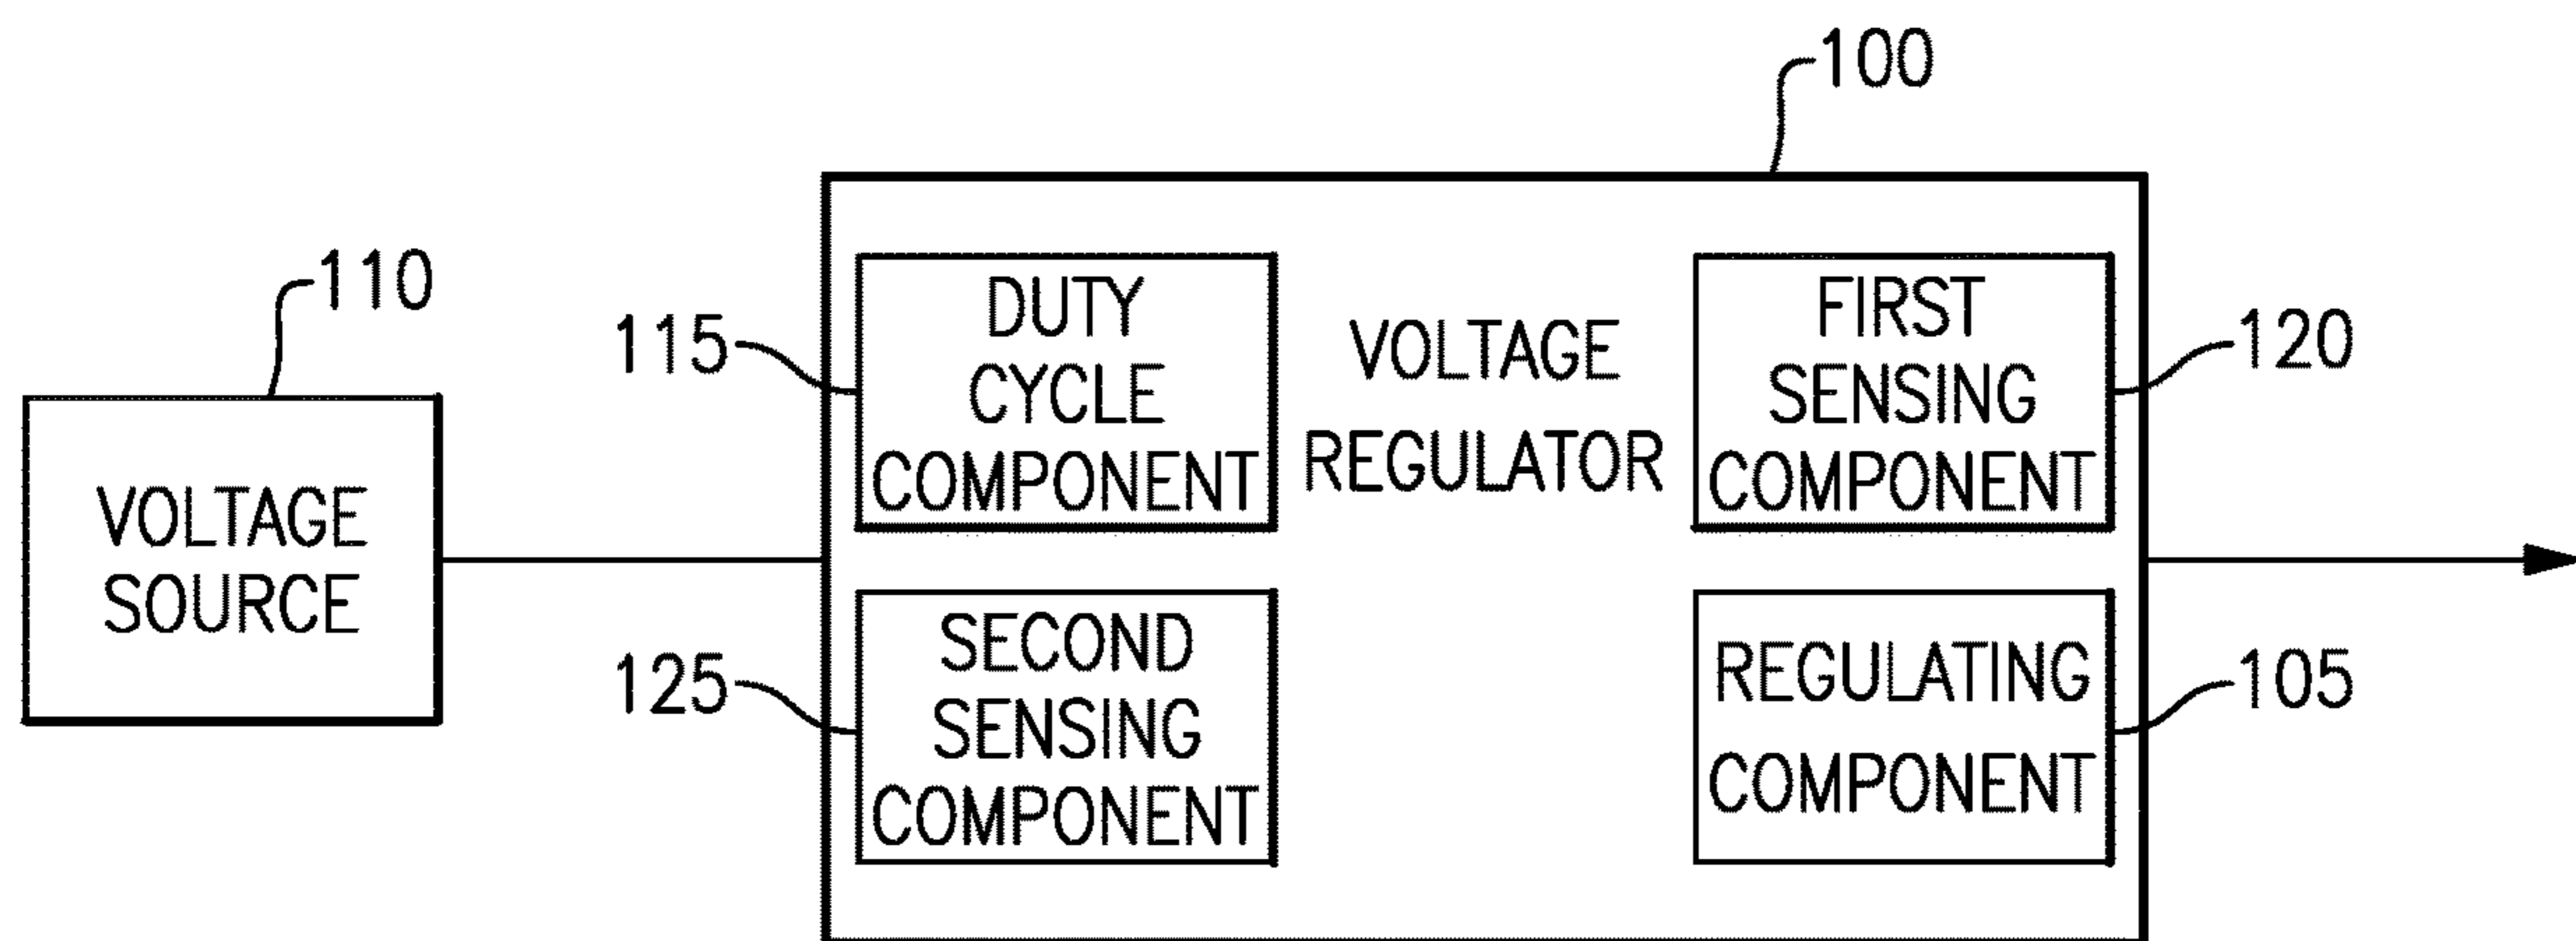 100
110
115
DUTY
CYCLE
COMPONENT
VOLTAGE
REGULATOR
FIRST
SENSING
COMPONENT
120
VOLTAGE
SOURCE
125
SECOND
SENSING
COMPONENT
REGULATING
COMPONENT
105